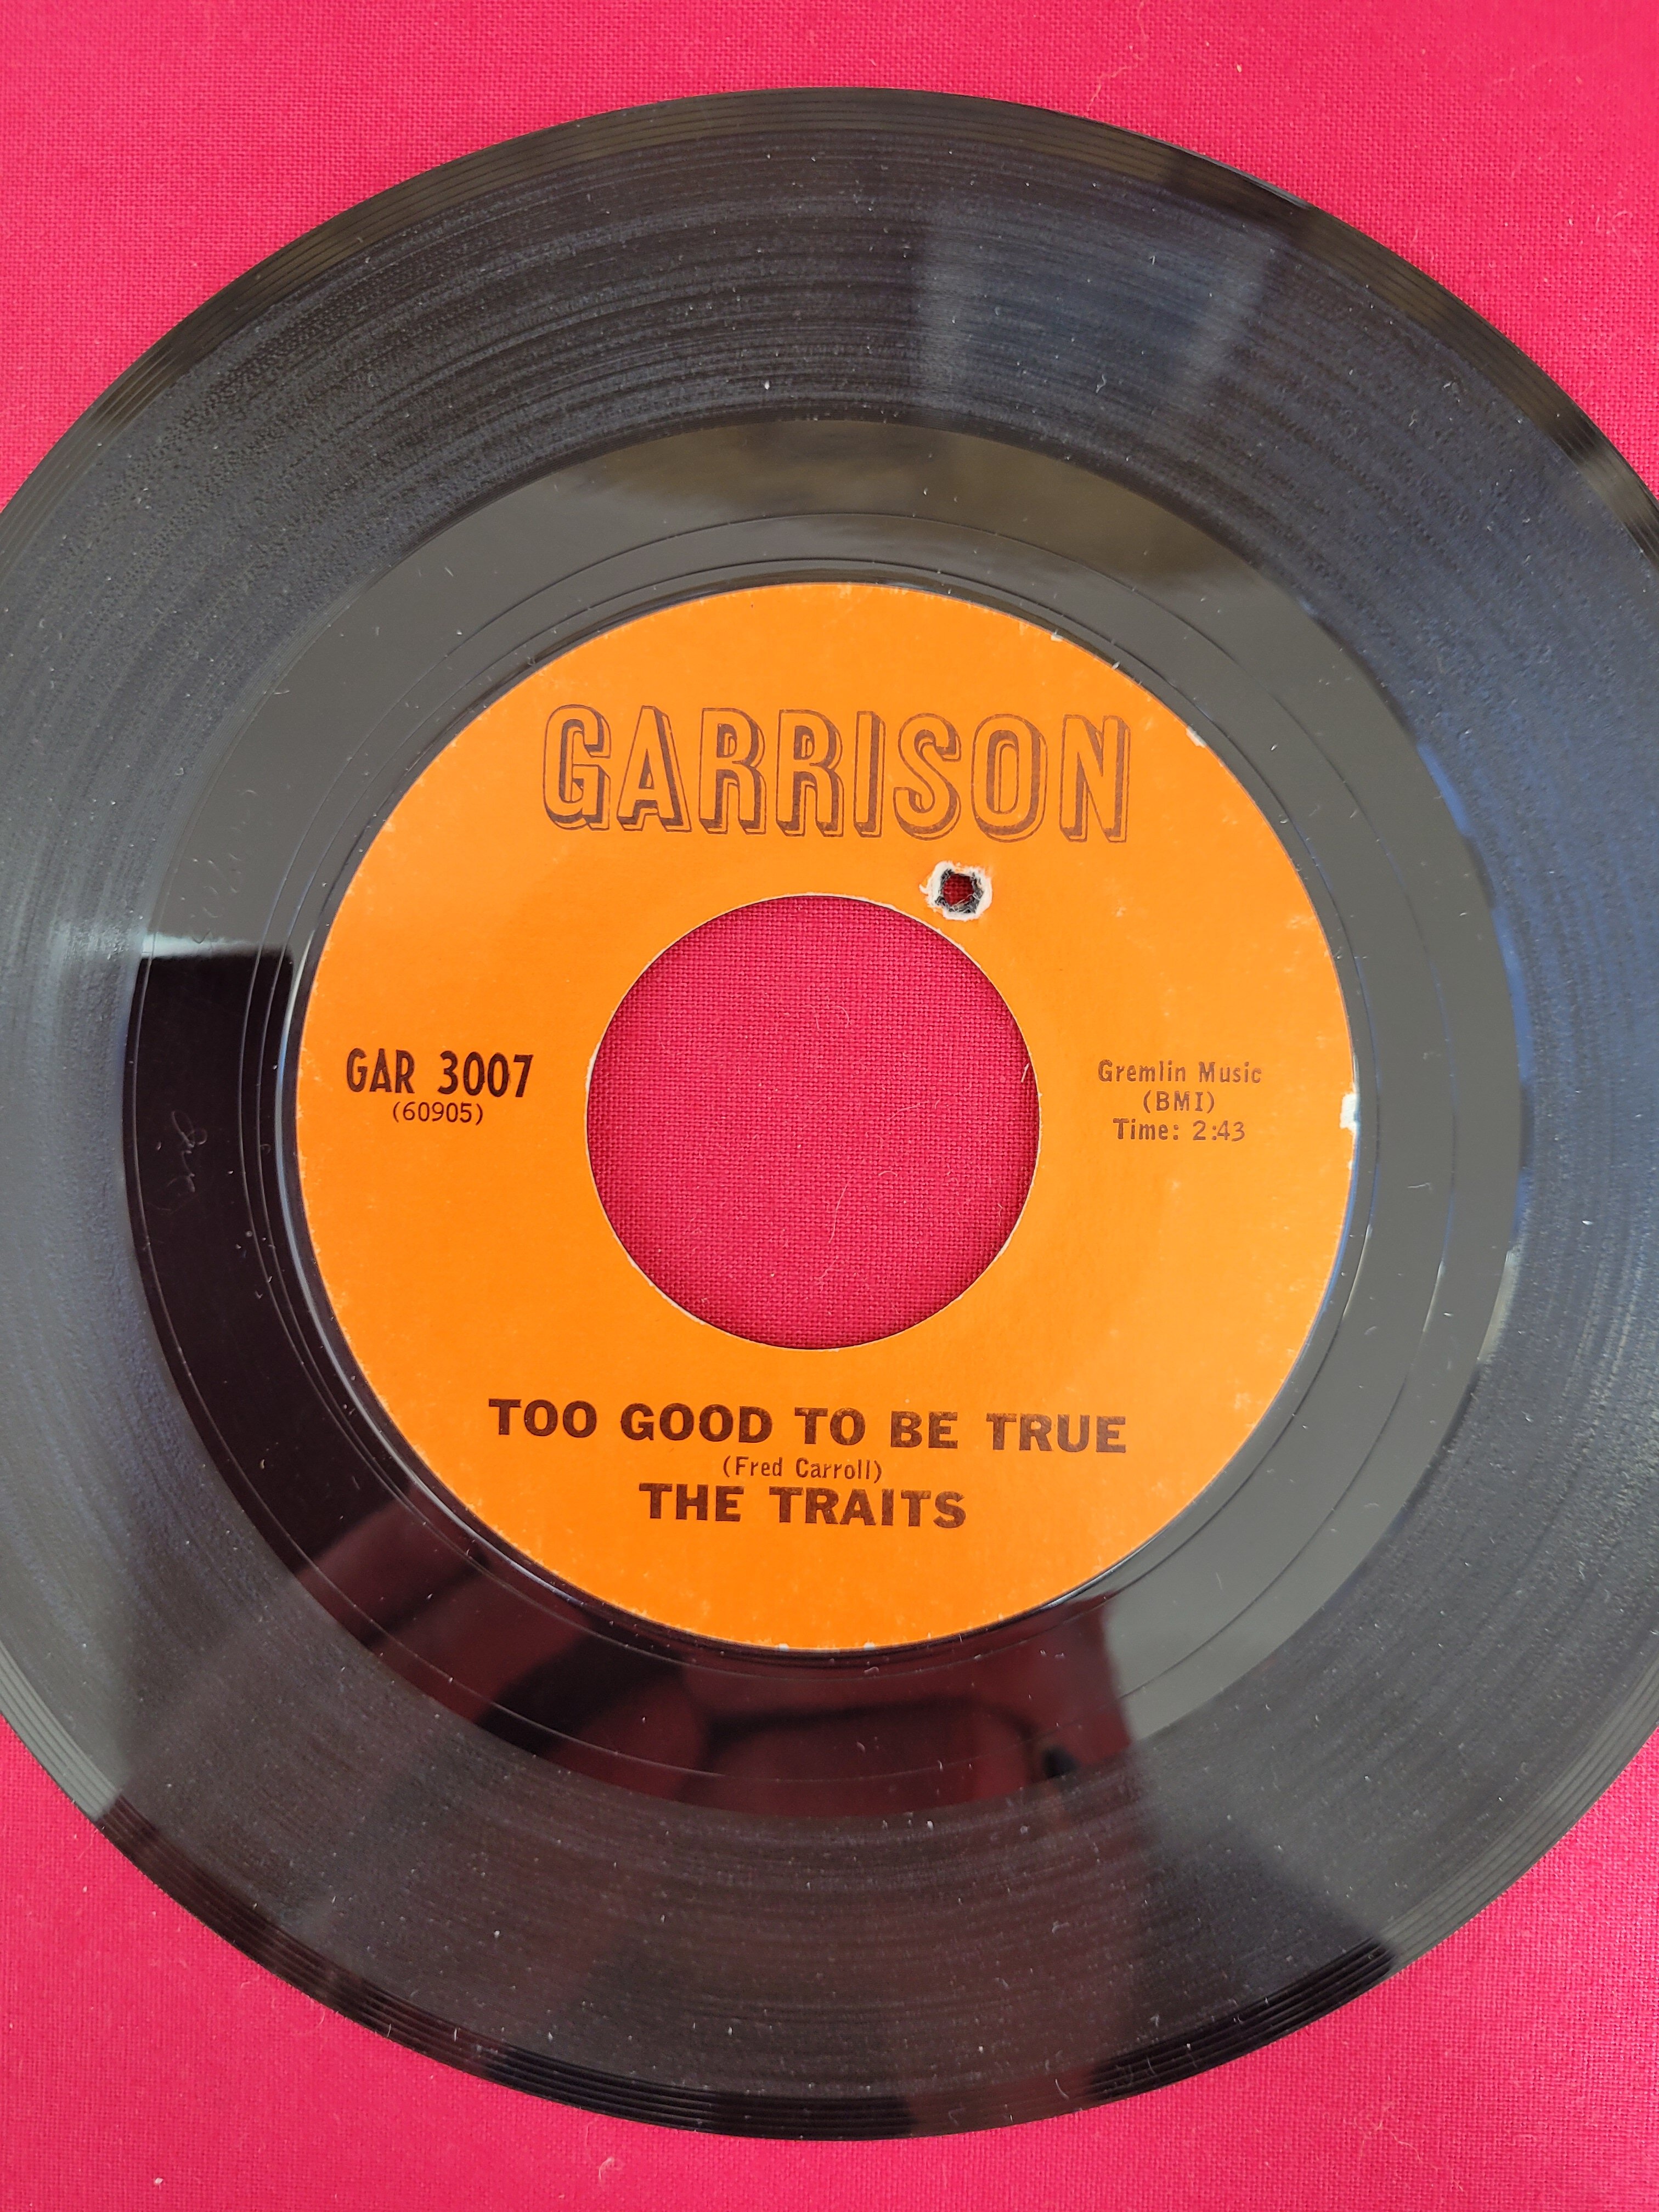 GARRISON
GAR 3007
(60905)
Gremlin Music
(BMI)
Time: 2:43
TOO GOOD TO BE TRUE
(Fred Carroll)
THE TRAITS